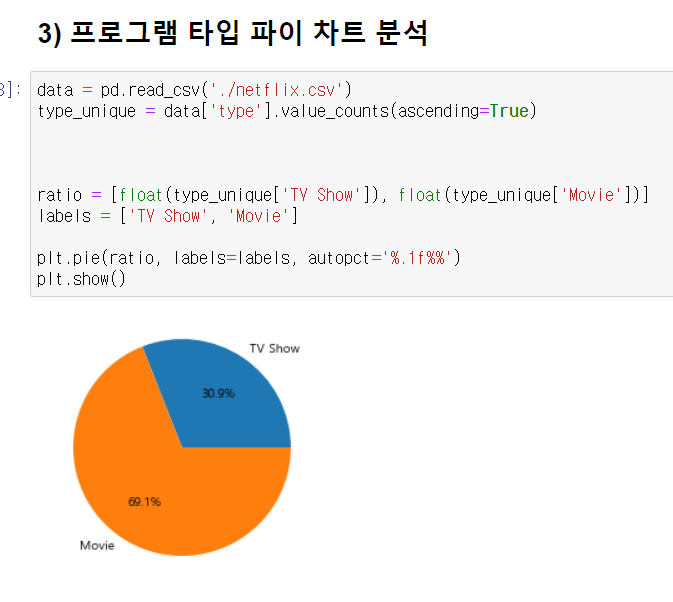 3) 프로그램 타입 파이 차트 분석
3]:
data = pd.read_csv('./netflix.csv')
type_unique = data['type'].value_counts(ascending=True)
ratio = [float(type_unique['TV Show']), float(type_unique['Movie'])]
labels = ['TV Show', 'Movie']
plt.pie(ratio, labels=labels, autopct='%.1f%%')
plt.show()
TV Show
30.9%
69.1%
Movie